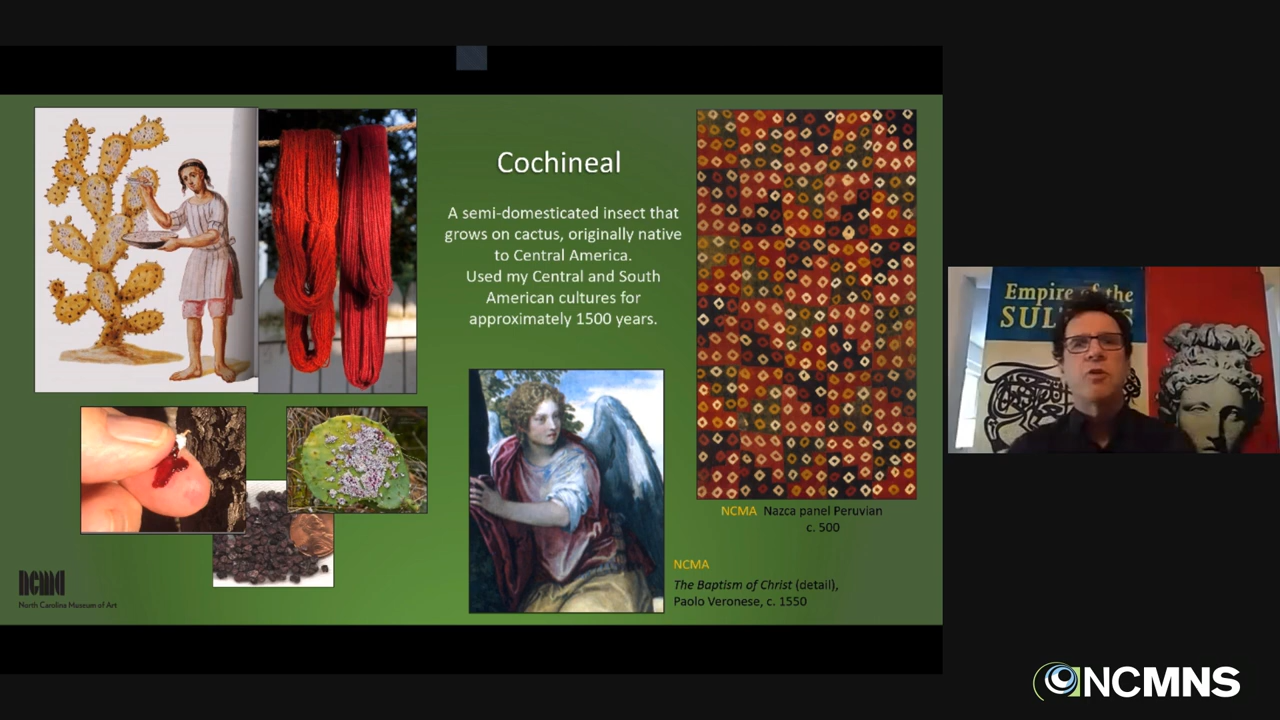 Cochineal
A semi-domesticated insect that
grows on cactus, originally native
to Central America.
Used my Central and South
American cultures for
approximately 1500 years.
NCMA Nazca panel Peruvian
c. 500
NCMA
The Baptism of Christ (detail),
Paolo Veronese, c. 1550
ncma
North Carolina Museum of Art
Empire of the
SUL
NCMNS